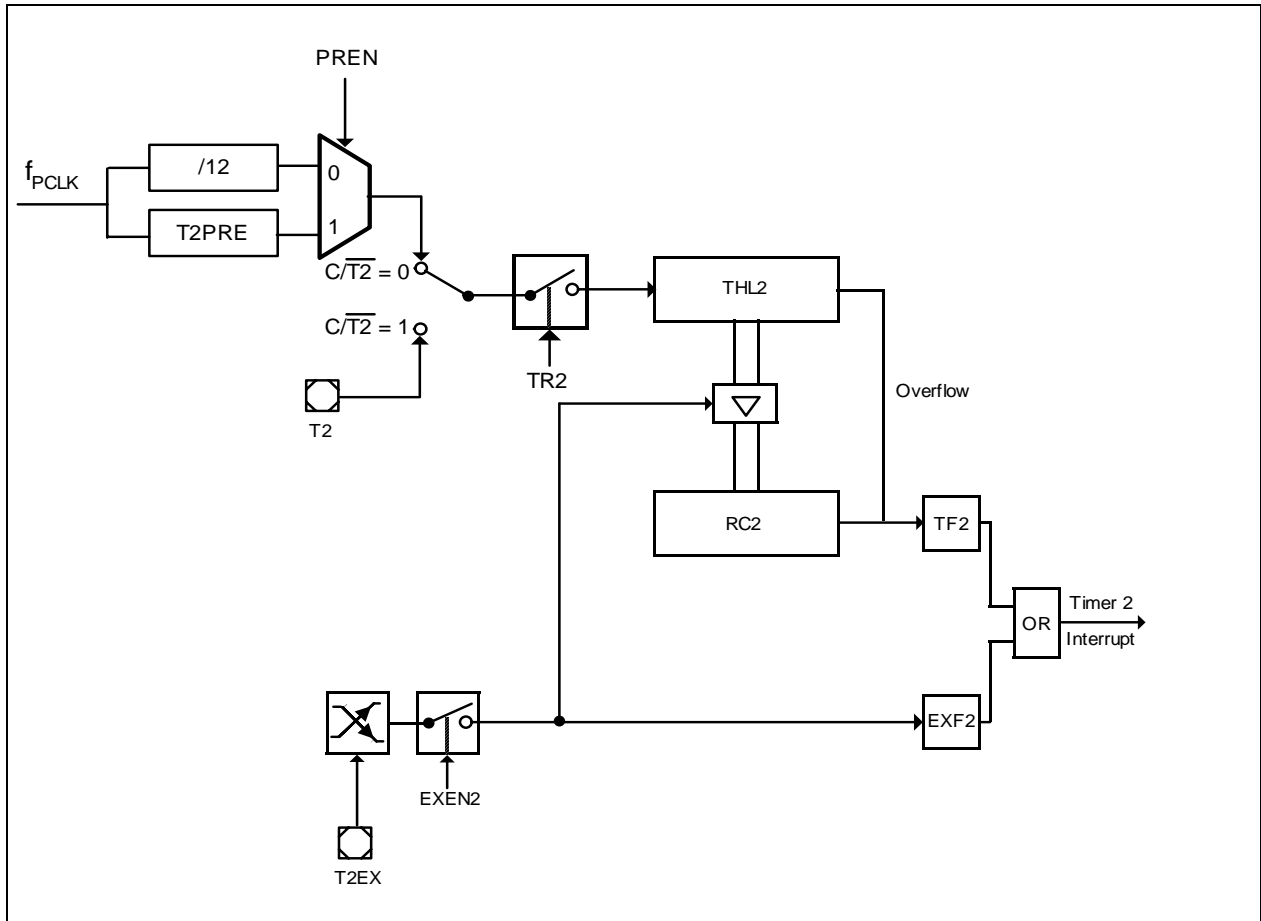 PREN
f_PCLK
/12
0
T2PRE
1
C/T2̅ = 0
THL2
C/T2̅ = 1
TR2
T2
Overflow
RC2
TF2
OR
Timer 2
Interrupt
EXF2
EXEN2
T2EX